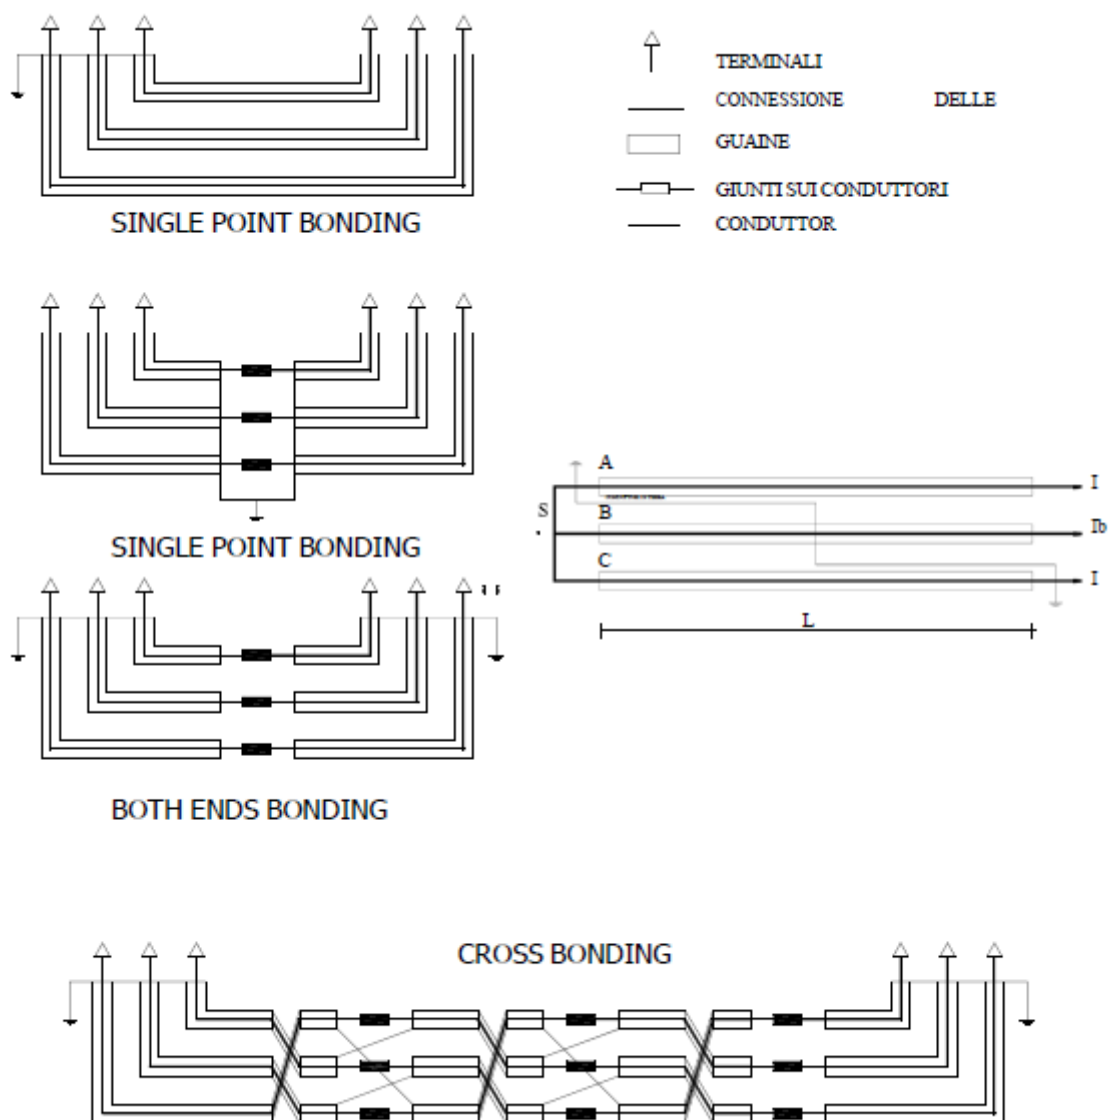 TERMINALI
CONNESSIONE DELLE
GUAINE
GIUNTI SUI CONDUTTORI
CONDUTTOR
SINGLE POINT BONDING
SINGLE POINT BONDING
A
I
S
B
Ib
C
I
L
BOTH ENDS BONDING
CROSS BONDING